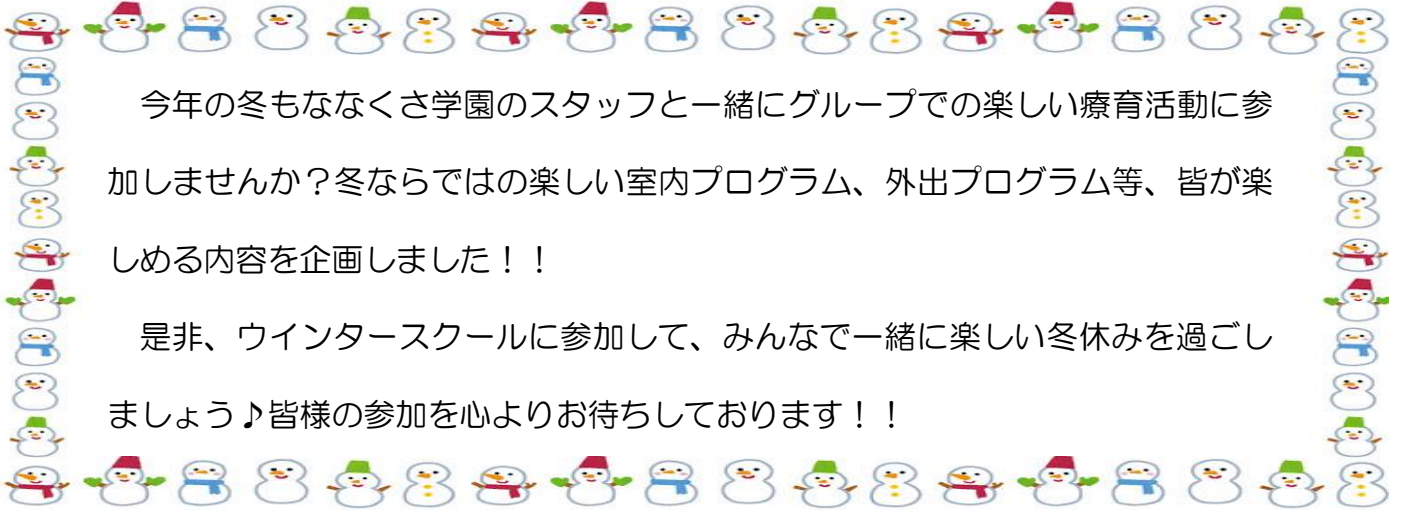 今年の冬もななくさ学園のスタッフと一緒にグループでの楽しい療育活動に参
加しませんか？冬ならではの楽しい室内プログラム、外出プログラム等、皆が楽
しめる内容を企画しました！！
　是非、ウインタースクールに参加して、みんなで一緒に楽しい冬休みを過ごし
ましょう♪皆様の参加を心よりお待ちしております！！